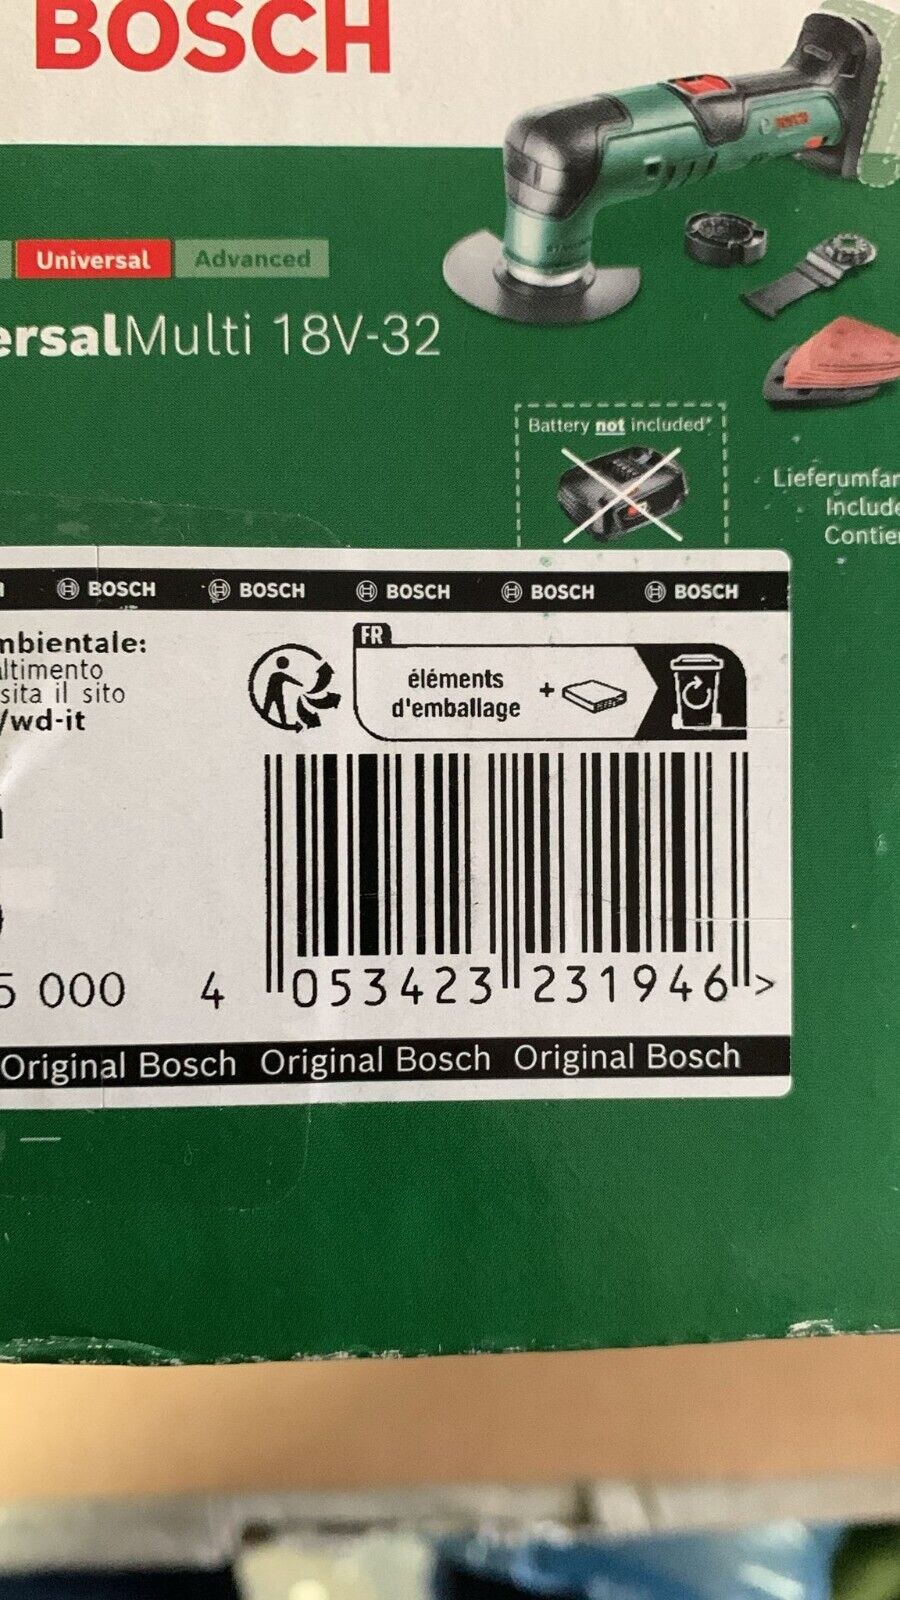 BOSCH
Universal Advanced
ersalMulti 18V-32
Battery not included*
Lieferumfan
Include
Contien
BOSCH BOSCH BOSCH BOSCH BOSCH
mbientale:
altimento
sita il sito
/wd-it
FR
éléments
d'emballage
5 000
4 053423 231946 >
Original Bosch Original Bosch Original Bosch